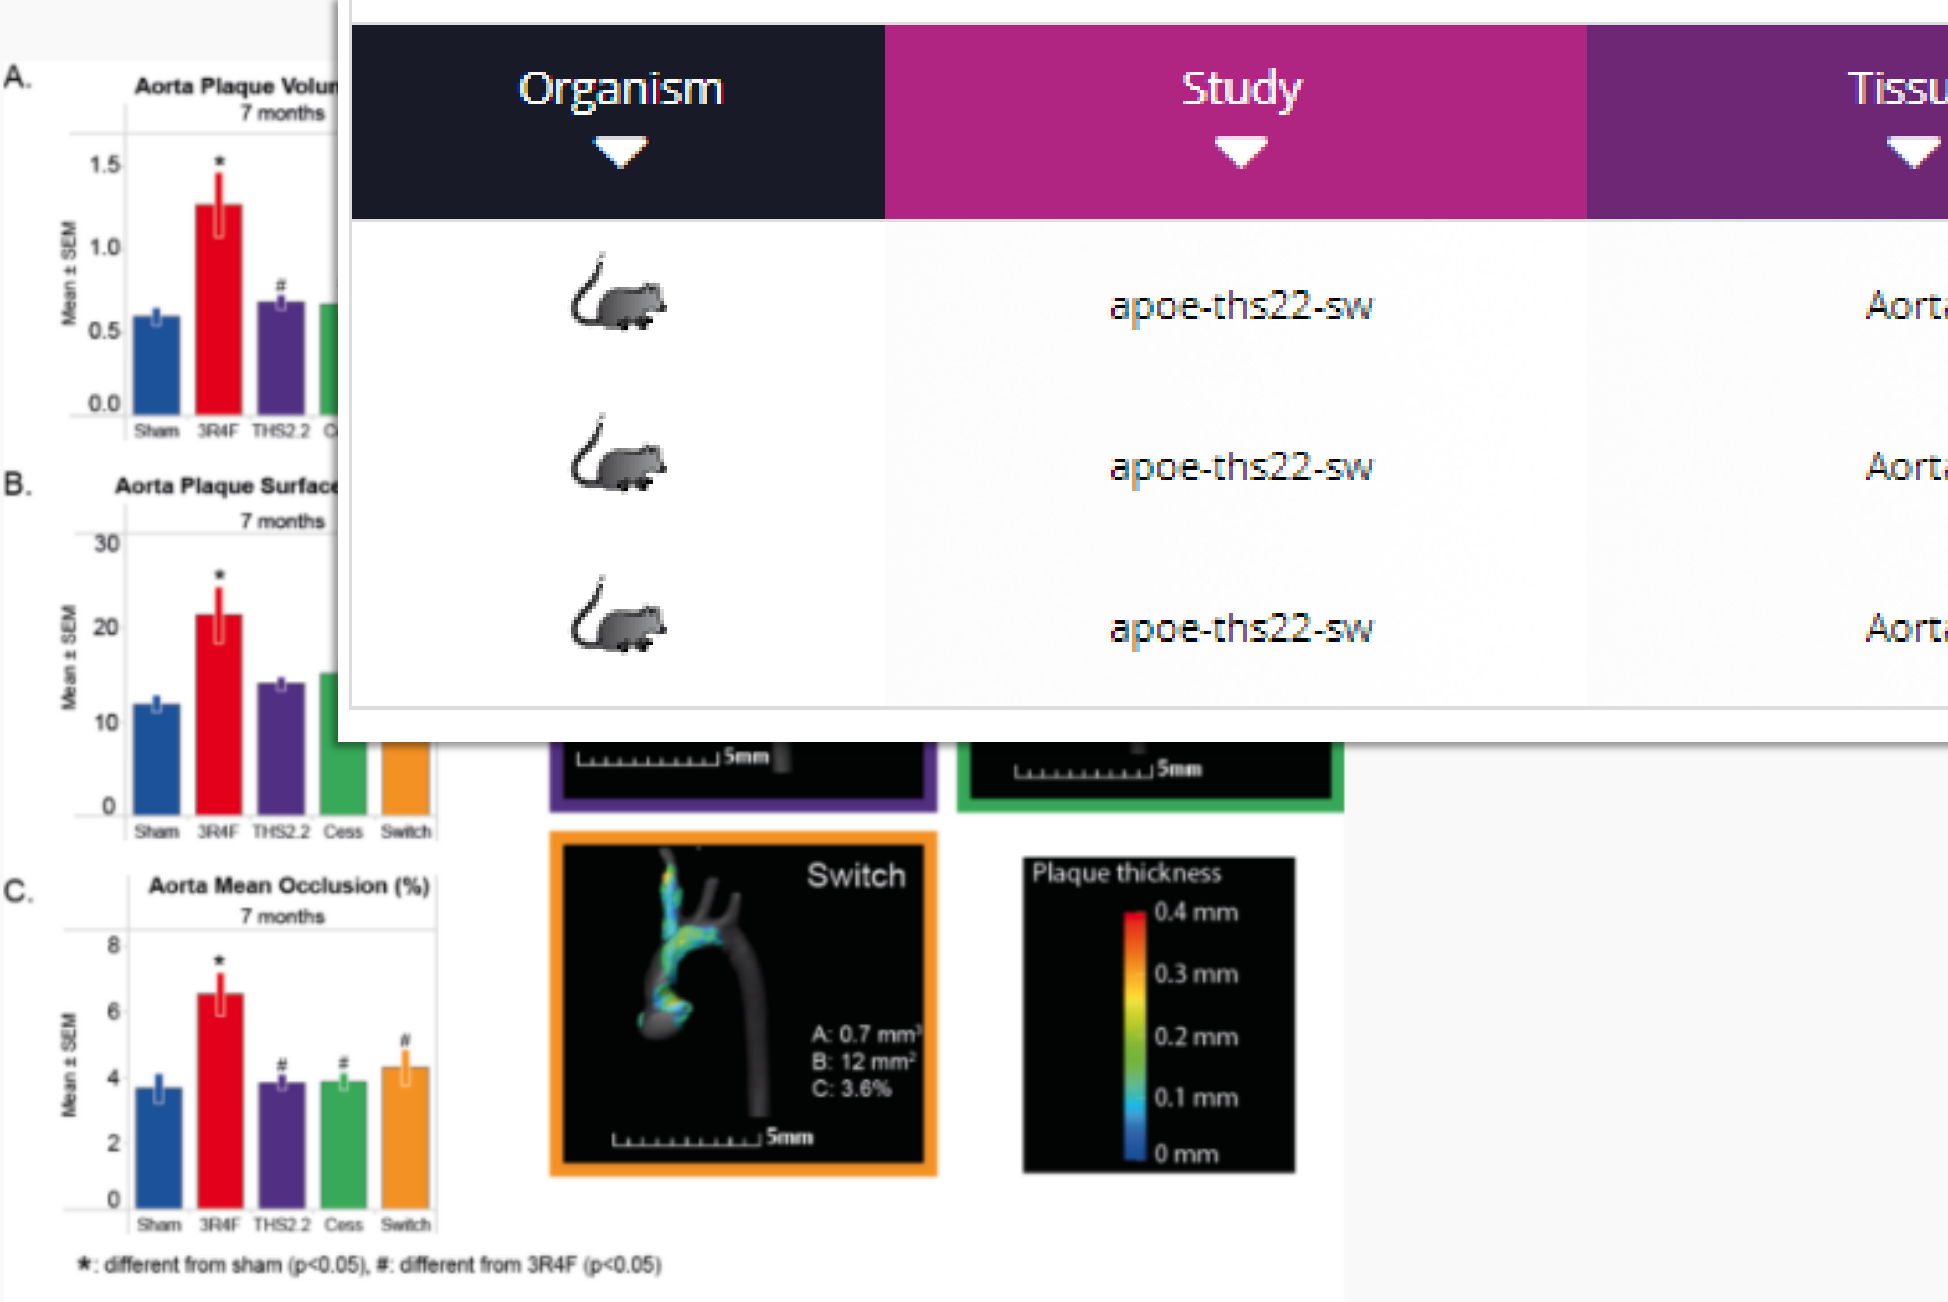 A.
Aorta Plaque
7 months
1.5
1.0
0.5
0.0
Mean ± SEM
*
#
Sham 3R4F THS2.2
B.
Aorta Plaque Surface
7 months
30
20
10
0
Mean ± SEM
*
Sham 3R4F THS2.2 Cess Switch
C.
Aorta Mean Occlusion (%)
7 months
8
6
4
2
0
Mean ± SEM
*
# # #
Sham 3R4F THS2.2 Cess Switch
*: different from sham (p<0.05), #: different from 3R4F (p<0.05)
Organism Study
apoe-ths22-sw
apoe-ths22-sw
apoe-ths22-sw
5mm
5mm
Switch
A: 0.7 mm³
B: 12 mm²
C: 3.6%
5mm
Plaque thickness
0.4 mm
0.3 mm
0.2 mm
0.1 mm
0 mm